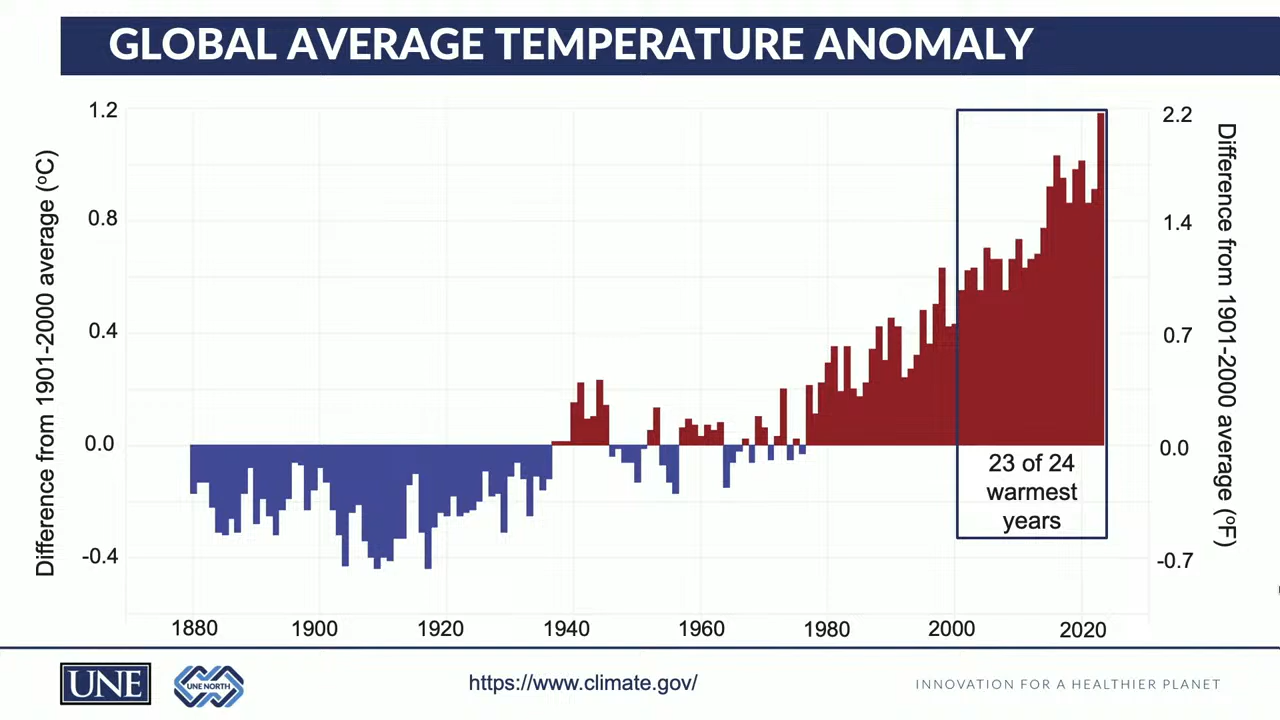 GLOBAL AVERAGE TEMPERATURE ANOMALY
Difference from 1901-2000 average (ºC)
1.2
0.8
0.4
0.0
-0.4
2.2
1.4
0.7
0.0
-0.7
Difference from 1901-2000 average (ºF)
23 of 24
warmest
years
1880 1900 1920 1940 1960 1980 2000 2020
UNE
UNE NORTH
https://www.climate.gov/
INNOVATION FOR A HEALTHIER PLANET